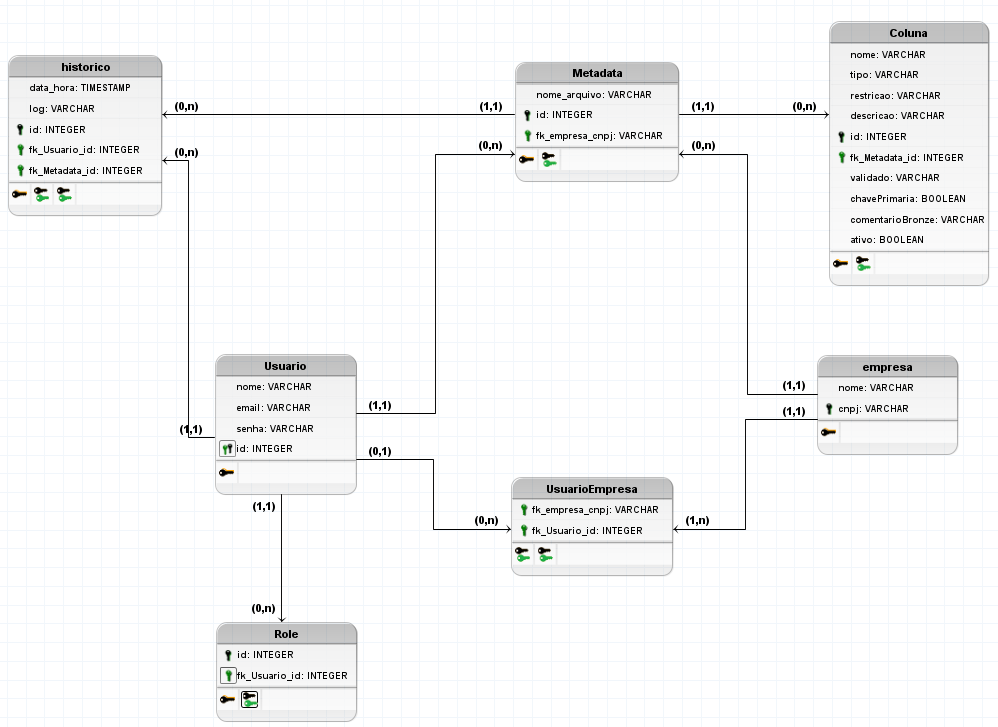 historico
data_hora: TIMESTAMP
log: VARCHAR
id: INTEGER
fk_Usuario_id: INTEGER
fk_Metadata_id: INTEGER
(0,n)
(0,n)
(1,1)
Metadata
nome_arquivo: VARCHAR
id: INTEGER
fk_empresa_cnpj: VARCHAR
(0,n)
(1,1)
(0,n)
(0,n)
Coluna
nome: VARCHAR
tipo: VARCHAR
restricao: VARCHAR
descricao: VARCHAR
id: INTEGER
fk_Metadata_id: INTEGER
validado: VARCHAR
chavePrimaria: BOOLEAN
comentarioBronze: VARCHAR
ativo: BOOLEAN
Usuario
nome: VARCHAR
email: VARCHAR
senha: VARCHAR
id: INTEGER
(1,1)
(1,1)
(0,1)
(1,1)
empresa
nome: VARCHAR
cnpj: VARCHAR
(1,1)
(1,1)
UsuarioEmpresa
fk_empresa_cnpj: VARCHAR
fk_Usuario_id: INTEGER
(0,n)
(1,n)
(0,n)
Role
id: INTEGER
fk_Usuario_id: INTEGER